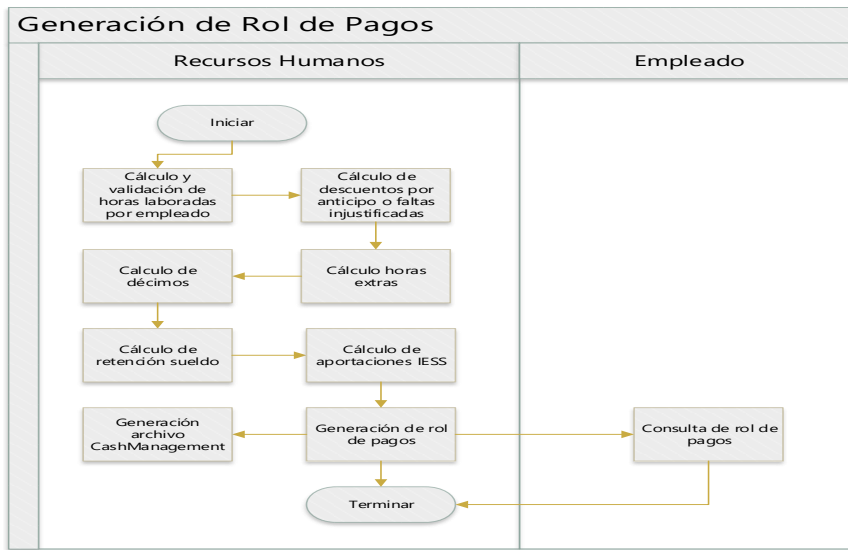 Generación de Rol de Pagos
Recursos Humanos
Empleado
Iniciar
Cálculo y
validación de
horas laboradas
por empleado
Cálculo de
descuentos por
anticipo o faltas
injustificadas
Calculo de
décimos
Cálculo horas
extras
Cálculo de
retención sueldo
Cálculo de
aportaciones IESS
Generación
archivo
CashManagement
Generación de rol
de pagos
Consulta de rol de
pagos
Terminar